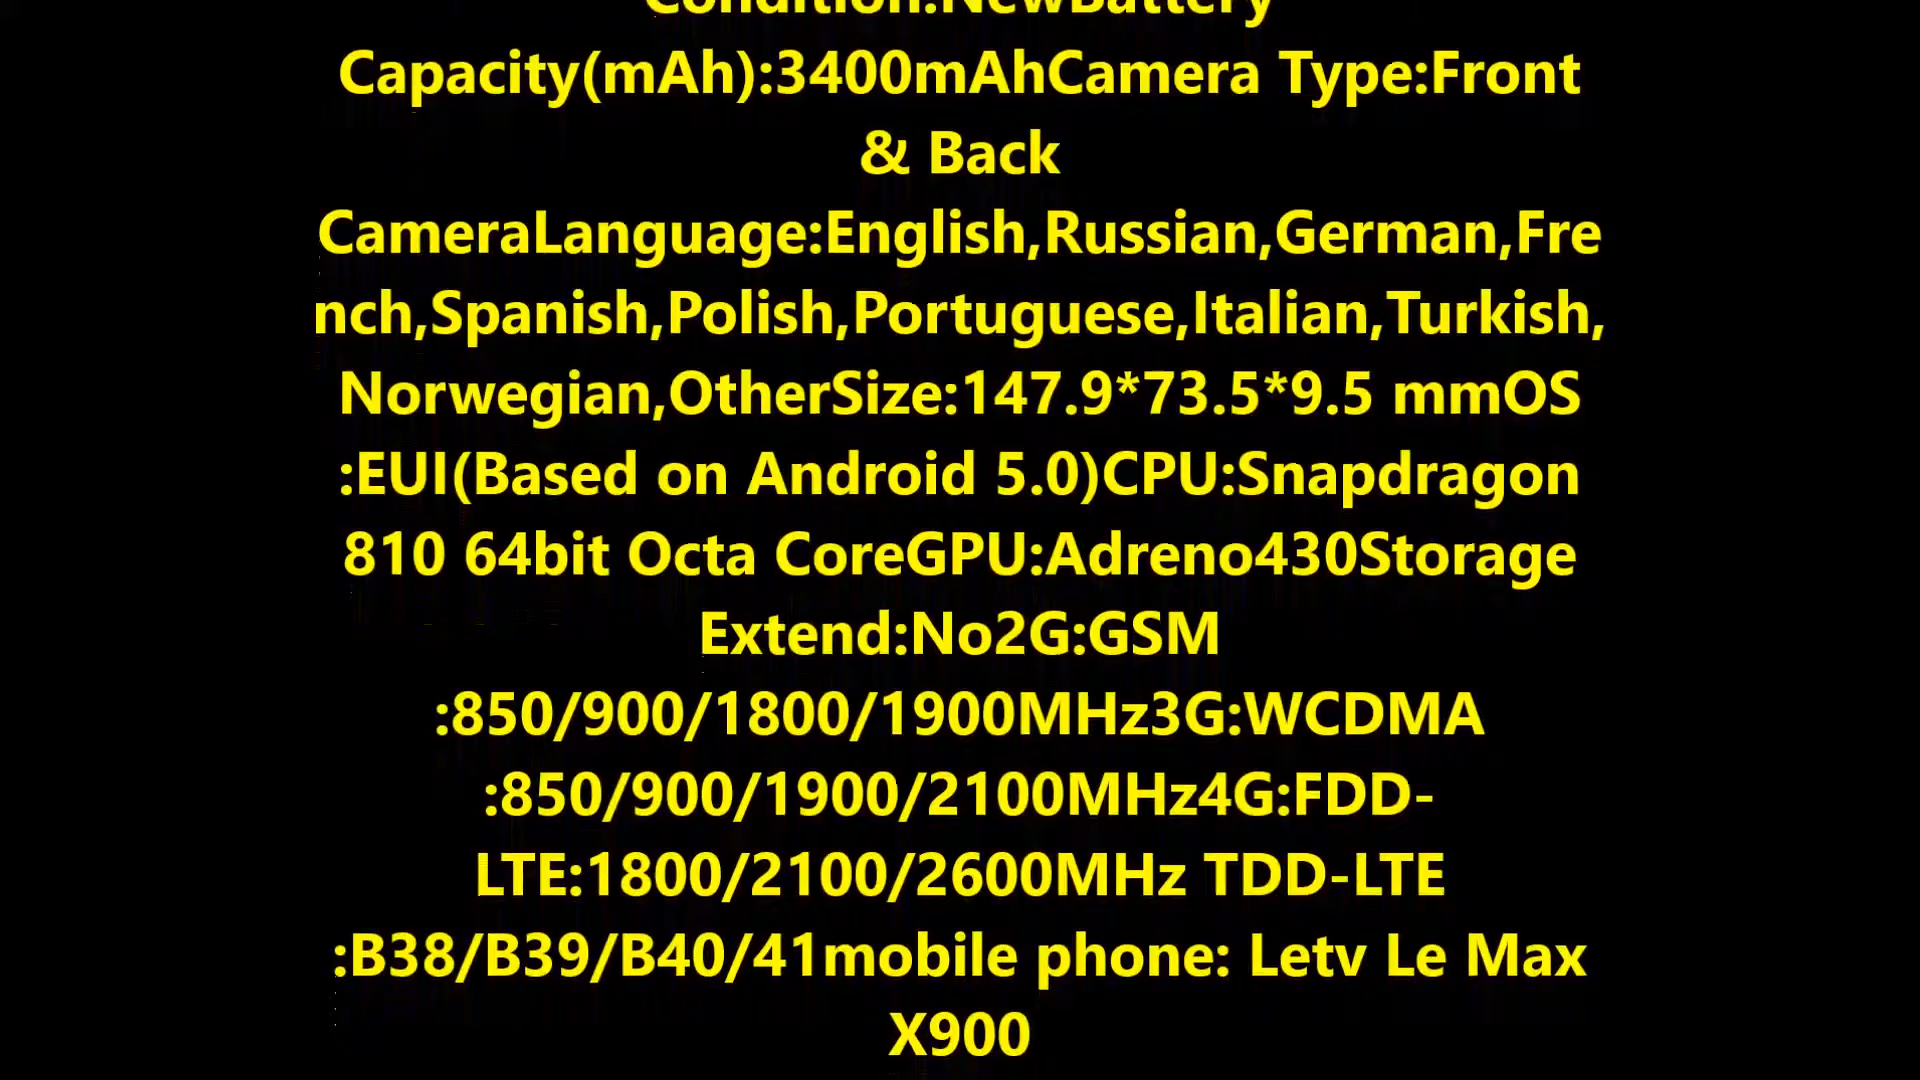 Condition:NewBattery
Capacity(mAh):3400mAhCamera Type:Front
& Back
CameraLanguage:English,Russian,German,Fre
nch,Spanish,Polish,Portuguese,Italian,Turkish,
Norwegian,OtherSize:147.9*73.5*9.5 mmOS
:EUI(Based on Android 5.0)CPU:Snapdragon
810 64bit Octa CoreGPU:Adreno430Storage
Extend:No2G:GSM
:850/900/1800/1900MHz3G:WCDMA
:850/900/1900/2100MHz4G:FDD-
LTE:1800/2100/2600MHz TDD-LTE
:B38/B39/B40/41mobile phone: Letv Le Max
X900